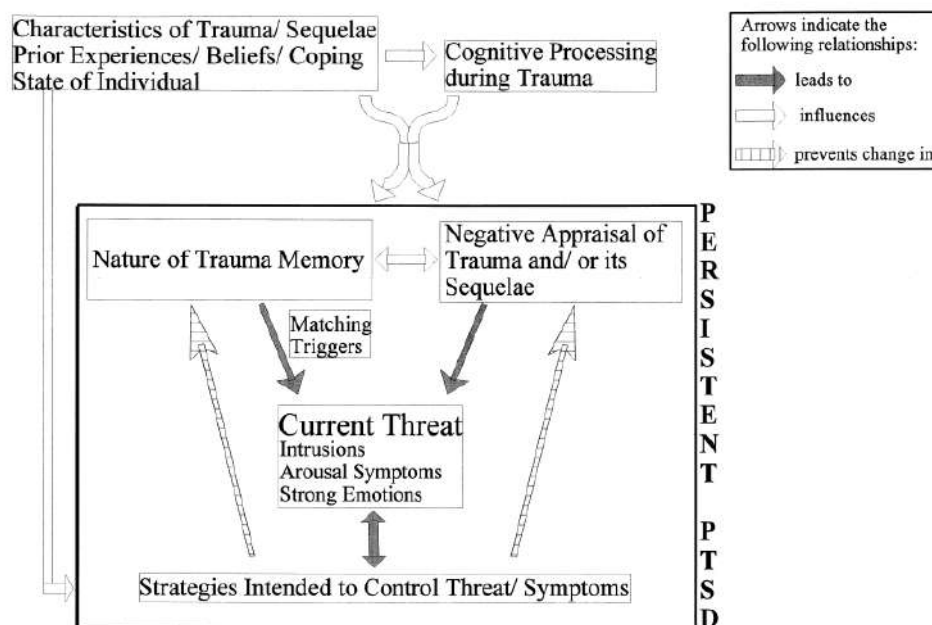 Characteristics of Trauma/ Sequelae
Prior Experiences/ Beliefs/ Coping
State of Individual
Cognitive Processing
during Trauma
Arrows indicate the
following relationships:
leads to
influences
prevents change in
Nature of Trauma Memory
Negative Appraisal of
Trauma and/ or its
Sequelae
Matching
Triggers
Current Threat
Intrusions
Arousal Symptoms
Strong Emotions
Strategies Intended to Control Threat/ Symptoms
PERSISTENT PTSD